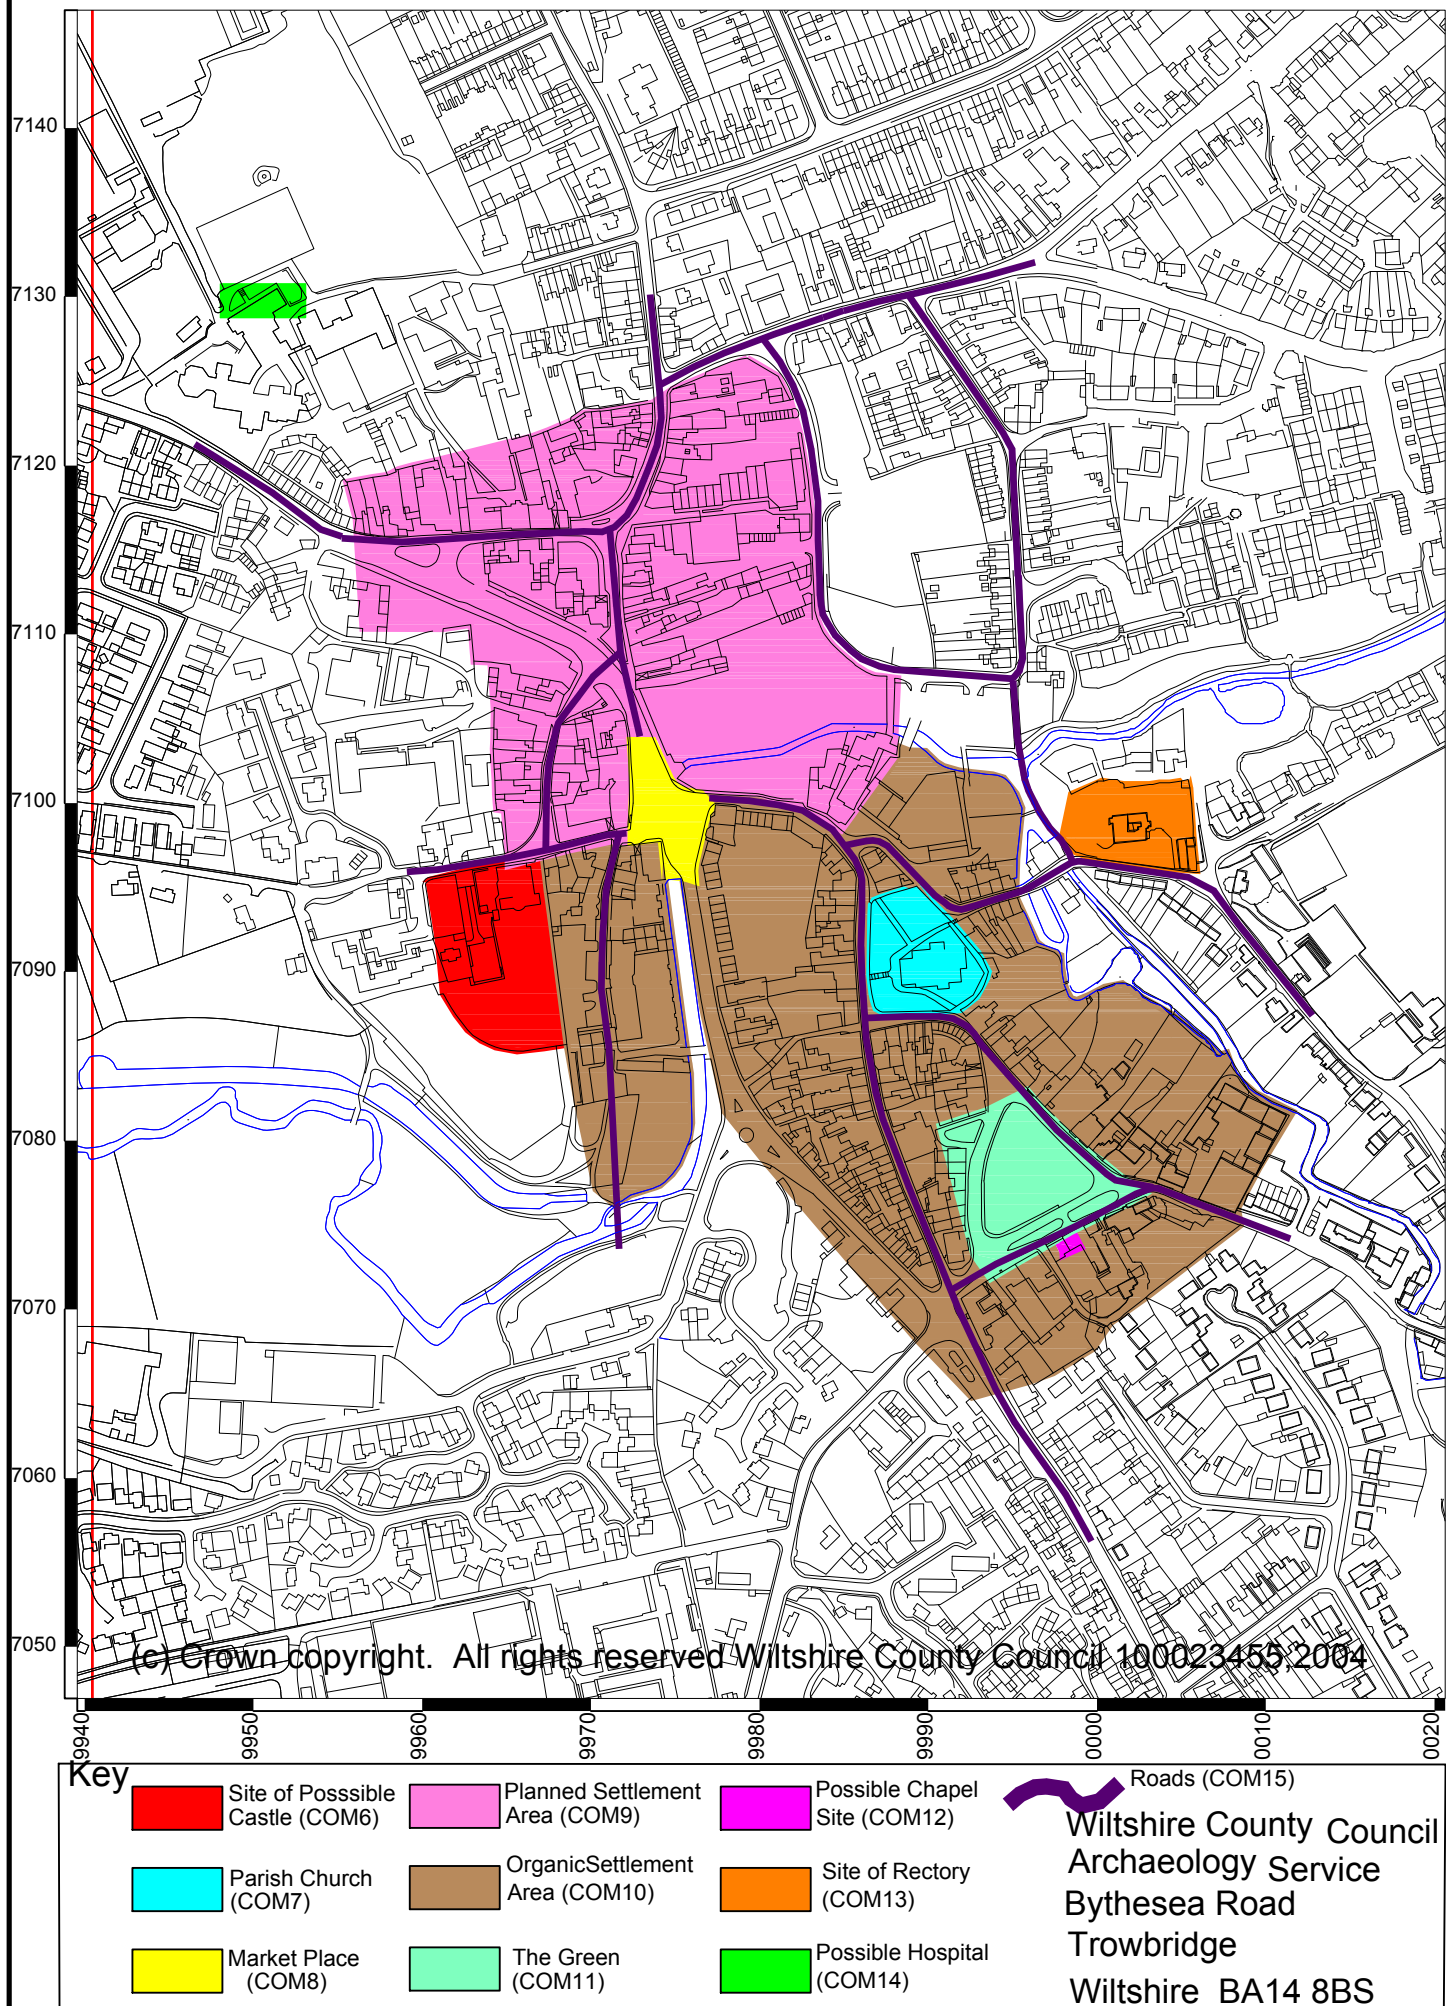 7140
7130
7120
7110
7100
7090
7080
7070
7060
7050
(c) Crown copyright. All rights reserved Wiltshire County Council 100023455,2004
9940
9950
9960
9970
9980
9990
0000
0010
0020
Key
Site of Posssible
Castle (COM6)
Planned Settlement
Area (COM9)
Possible Chapel
Site (COM12)
Roads (COM15)
Parish Church
(COM7)
OrganicSettlement
Area (COM10)
Site of Rectory
(COM13)
Market Place
(COM8)
The Green
(COM11)
Possible Hospital
(COM14)
Wiltshire County Council
Archaeology Service
Bythesea Road
Trowbridge
Wiltshire BA14 8BS